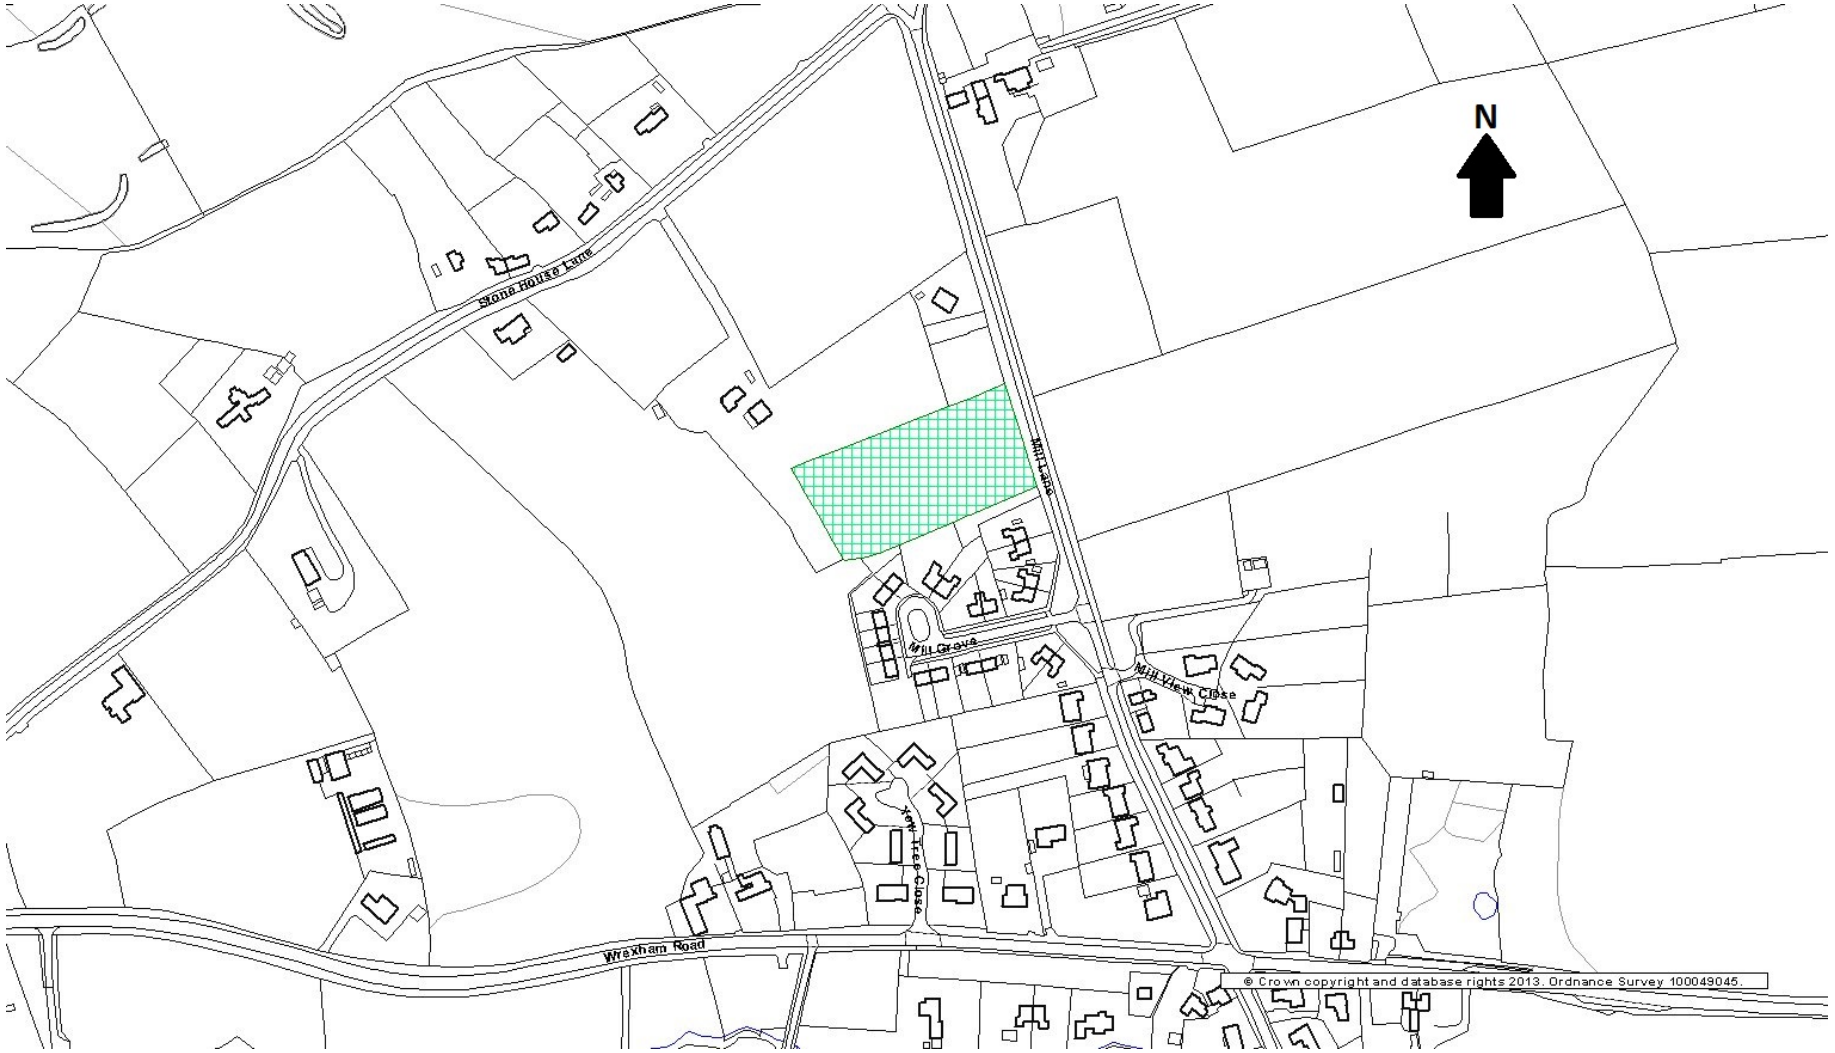 N
Stone House Lane
Mill Lane
Mill Grove
Mill View Close
Yew Tree Close
Wrexham Road
© Crown copyright and database rights 2013. Ordnance Survey 100049045.